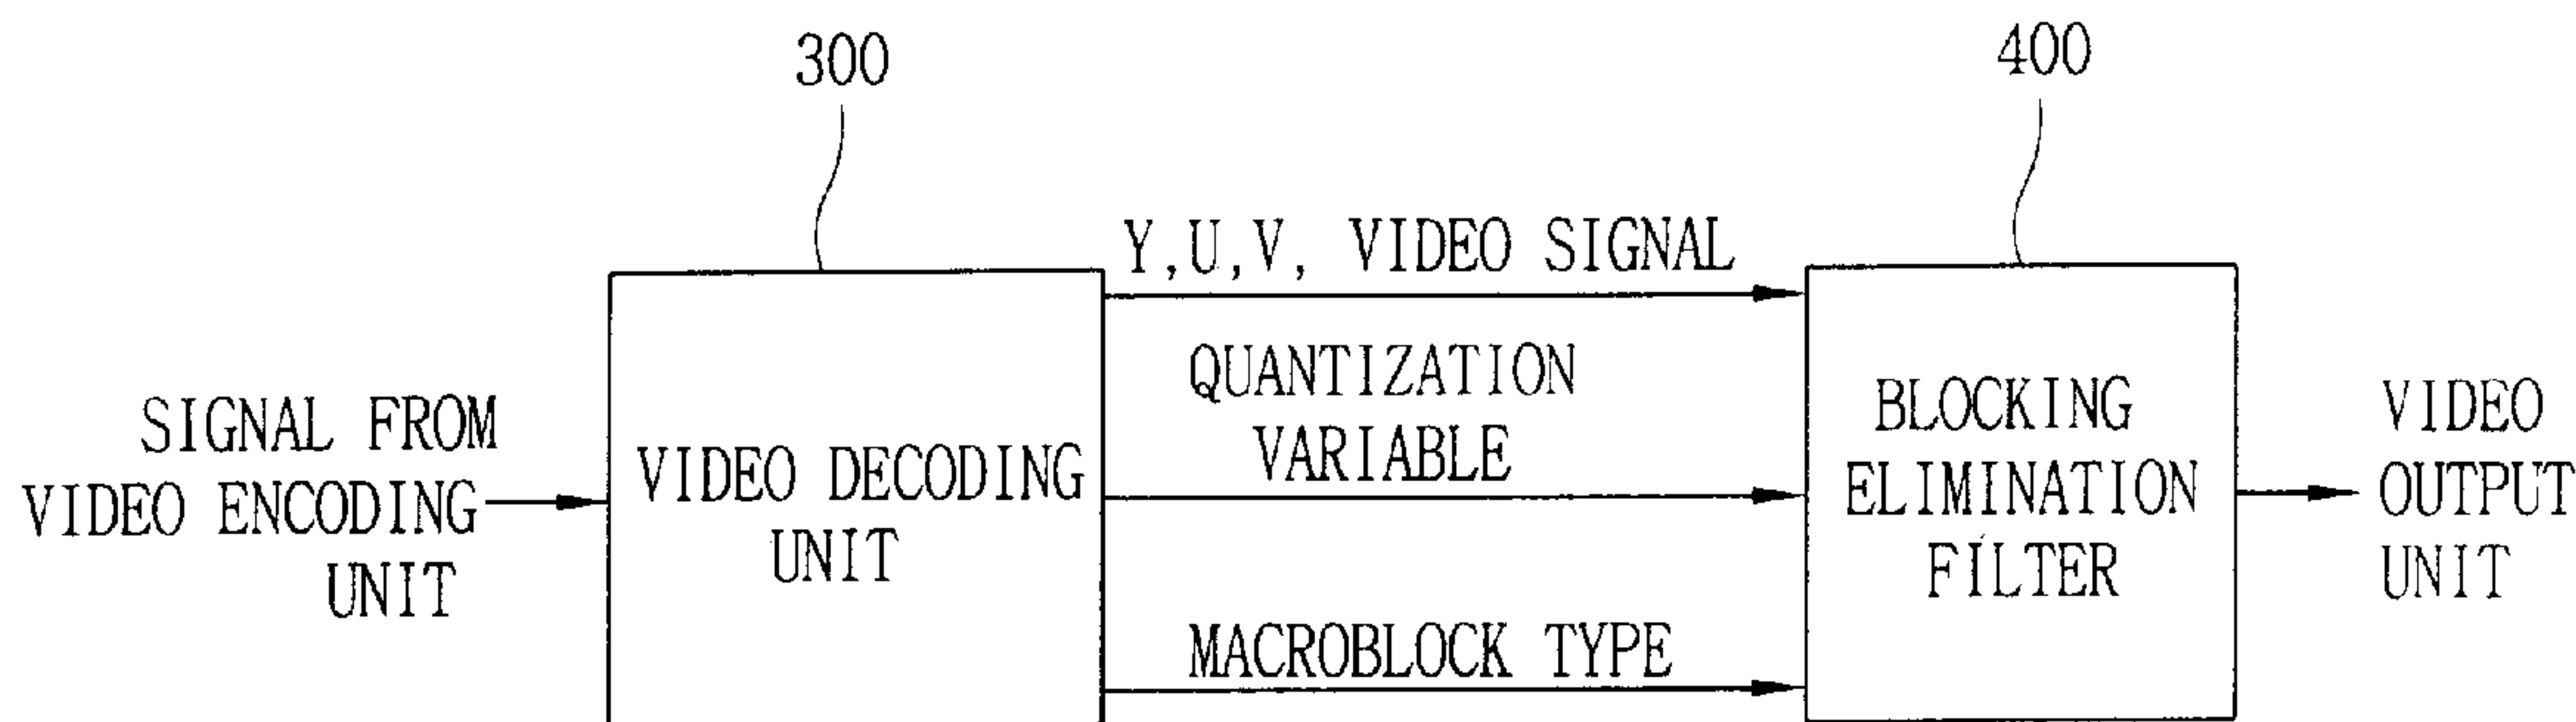 300
400
SIGNAL FROM
VIDEO ENCODING
UNIT
VIDEO DECODING
UNIT
Y,U,V, VIDEO SIGNAL
QUANTIZATION
VARIABLE
MACROBLOCK TYPE
BLOCKING
ELIMINATION
FILTER
VIDEO
OUTPUT
UNIT